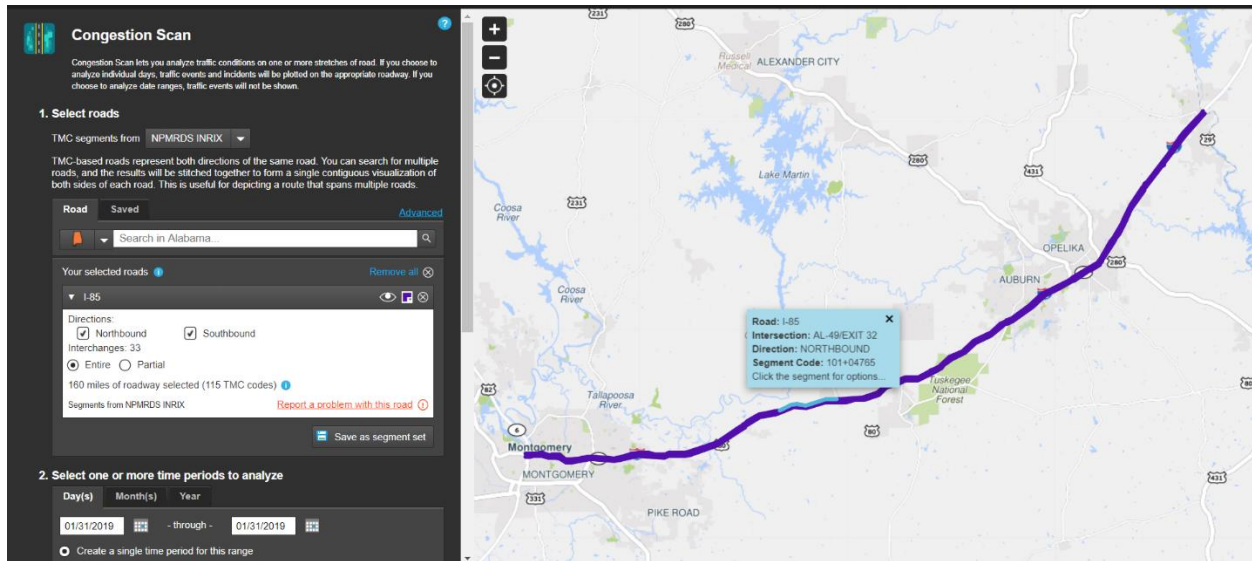 Congestion Scan
?
Congestion Scan lets you analyze traffic conditions on one or more stretches of road. If you choose to
analyze individual days, traffic events and incidents will be plotted on the appropriate roadway. If you
choose to analyze date ranges, traffic events will not be shown.
1. Select roads
TMC segments from NPMRDS INRIX
TMC-based roads represent both directions of the same road. You can search for multiple
roads, and the results will be stitched together to form a single contiguous visualization of
both sides of each road. This is useful for depicting a route that spans multiple roads.
Road Saved Advanced
Search in Alabama...
Your selected roads Remove all
I-85
Directions:
Northbound Southbound
Interchanges: 33
Entire Partial
160 miles of roadway selected (115 TMC codes)
Segments from NPMRDS INRIX Report a problem with this road
Save as segment set
2. Select one or more time periods to analyze
Day(s) Month(s) Year
01/31/2019 - through - 01/31/2019
Create a single time period for this range
+
−
231
280
Russell
Medical
ALEXANDER CITY
29
280
431
Lake Martin
Coosa
River
231
OPELIKA
280
AUBURN
Coosa
River
Road: I-85
Intersection: AL-49/EXIT 32
Direction: NORTHBOUND
Segment Code: 101+04765
Click the segment for options...
Tuskegee
National
Forest
82
Tallapoosa
River
80
80
6
Montgomery
MONTGOMERY
431
331
PIKE ROAD